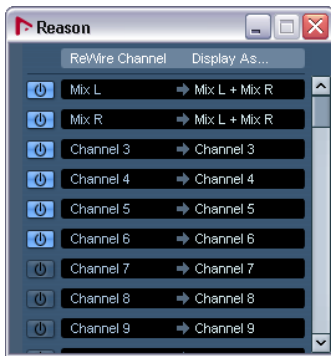 Reason
ReWire Channel Display As...
Mix L Mix L + Mix R
Mix R Mix L + Mix R
Channel 3 Channel 3
Channel 4 Channel 4
Channel 5 Channel 5
Channel 6 Channel 6
Channel 7 Channel 7
Channel 8 Channel 8
Channel 9 Channel 9